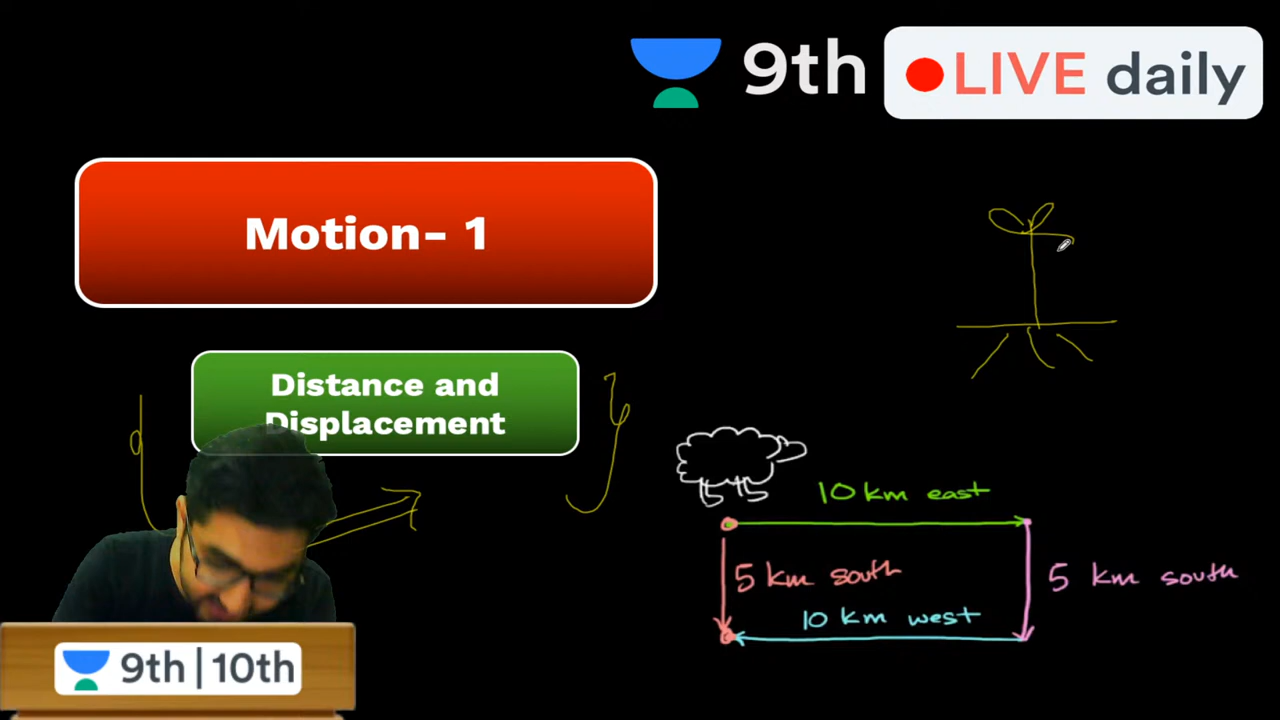 9th LIVE daily
Motion- 1
Distance and
Displacement
10 km east
5 km south
5 km south
10 km west
9th|10th